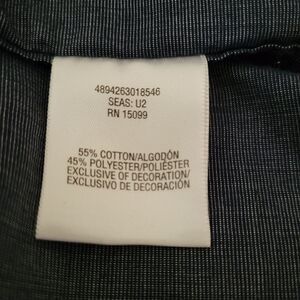 4894263018546
SEAS: U2
RN 15099
55% COTTON/ALGODÓN
45% POLYESTER/POLIÉSTER
EXCLUSIVE OF DECORATION/
EXCLUSIVO DE DECORACIÓN